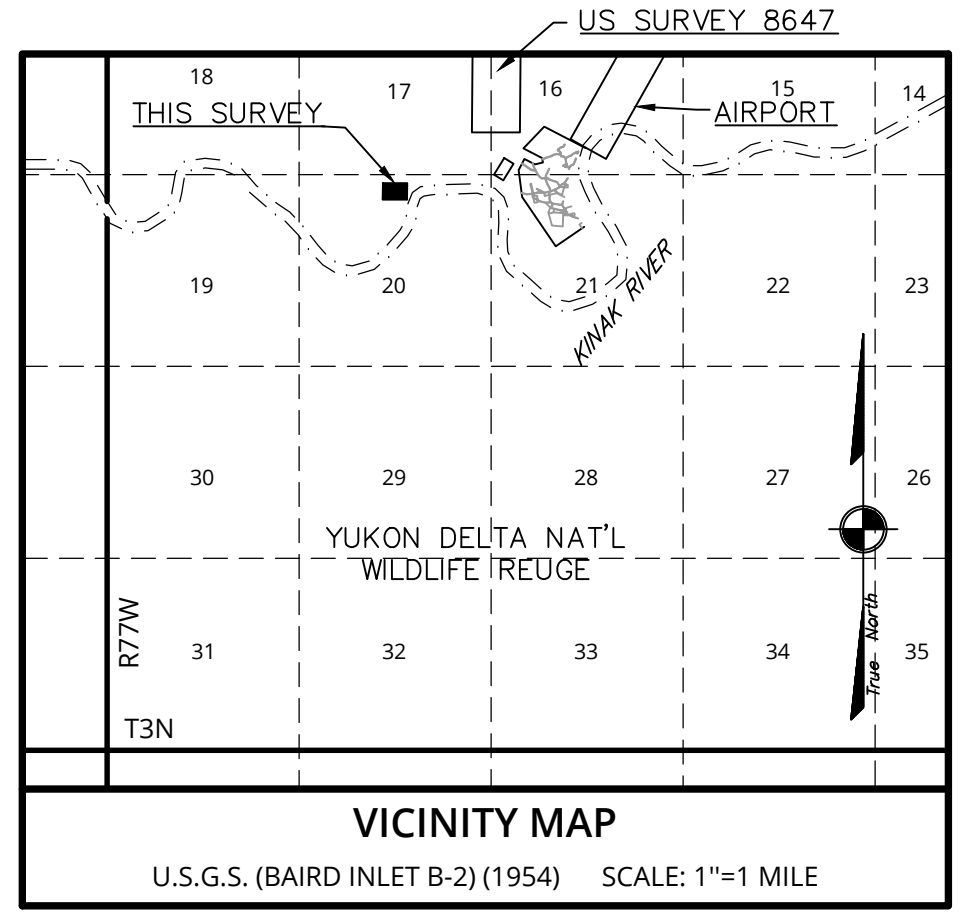 US SURVEY 8647
18
17
16
15
14
THIS SURVEY
AIRPORT
19
20
21
22
23
KINAK RIVER
30
29
28
27
26
YUKON DELTA NAT'L
WILDLIFE REUGE
R77W
31
32
33
34
35
True North
T3N
VICINITY MAP
U.S.G.S. (BAIRD INLET B-2) (1954) SCALE: 1"=1 MILE